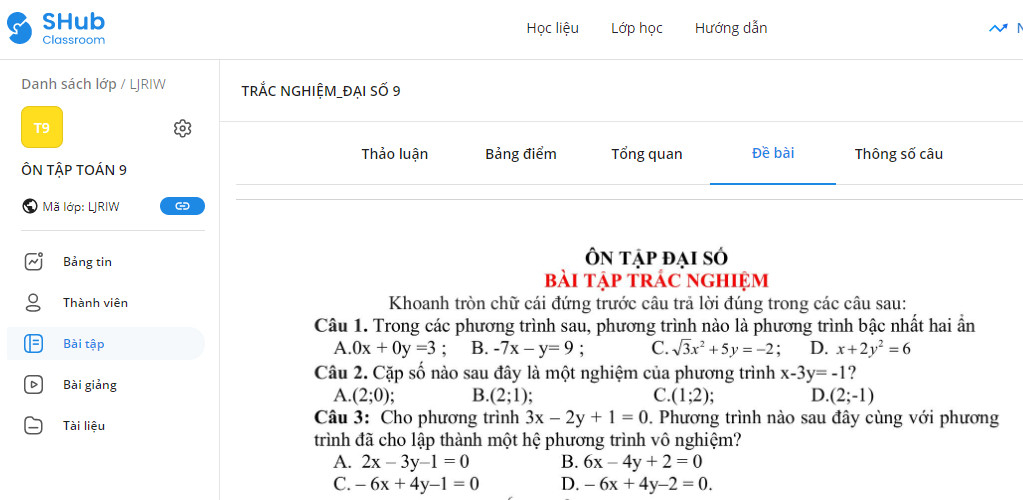 SHub
Classroom
Học liệu Lớp học Hướng dẫn
Danh sách lớp / LJRIW
TRẮC NGHIỆM_ĐẠI SỐ 9
T9
Thảo luận Bảng điểm Tổng quan Đề bài Thông số câu
ÔN TẬP TOÁN 9
Mã lớp: LJRIW
Bảng tin
Thành viên
Bài tập
Bài giảng
Tài liệu
ÔN TẬP ĐẠI SỐ
BÀI TẬP TRẮC NGHIỆM
Khoanh tròn chữ cái đứng trước câu trả lời đúng trong các câu sau:
Câu 1. Trong các phương trình sau, phương trình nào là phương trình bậc nhất hai ẩn
A.0x + 0y =3 ; B. -7x – y= 9 ; C. √3x² + 5y = −2; D. x + 2y² = 6
Câu 2. Cặp số nào sau đây là một nghiệm của phương trình x-3y= -1?
A.(2;0); B.(2;1); C.(1;2); D.(2;-1)
Câu 3: Cho phương trình 3x – 2y + 1 = 0. Phương trình nào sau đây cùng với phương
trình đã cho lập thành một hệ phương trình vô nghiệm?
A. 2x – 3y–1 = 0 B. 6x – 4y + 2 = 0
C. – 6x + 4y–1 = 0 D. – 6x + 4y–2 = 0.